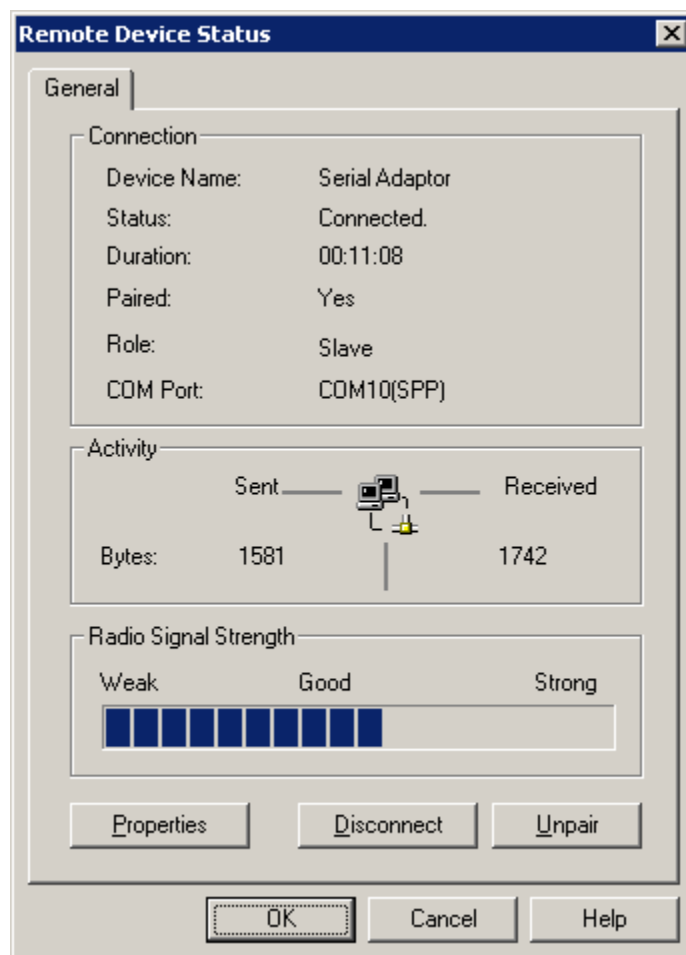 Remote Device Status
General
Connection
Device Name: Serial Adaptor
Status: Connected.
Duration: 00:11:08
Paired: Yes
Role: Slave
COM Port: COM10(SPP)
Activity
Sent Received
Bytes: 1581 1742
Radio Signal Strength
Weak Good Strong
Properties Disconnect Unpair
OK Cancel Help